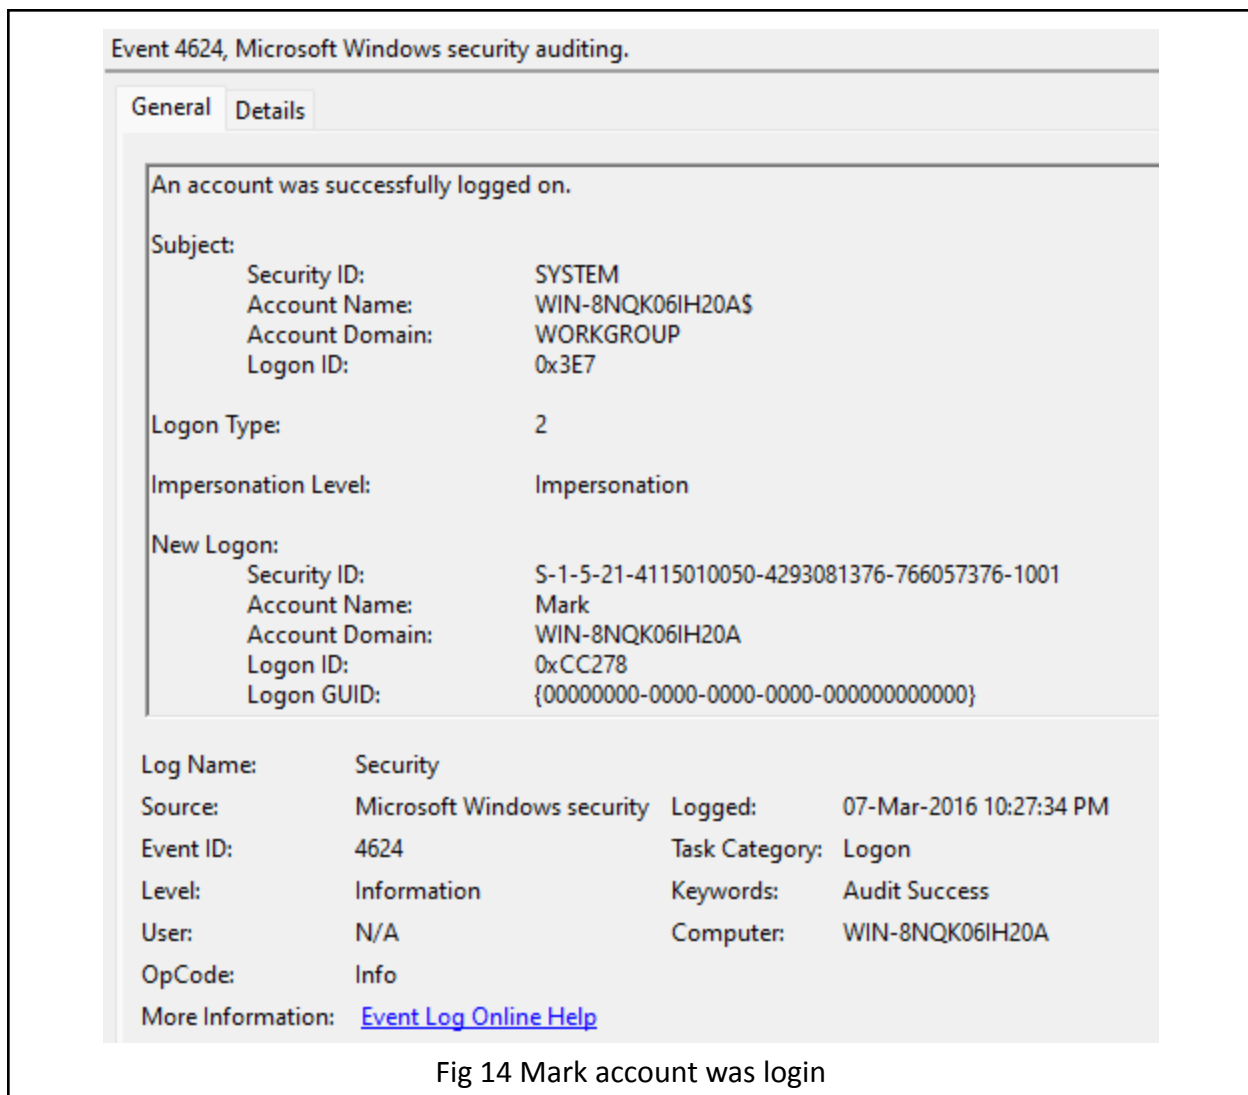 Event 4624, Microsoft Windows security auditing.
General Details
An account was successfully logged on.
Subject:
Security ID: SYSTEM
Account Name: WIN-8NQK06IH20A$
Account Domain: WORKGROUP
Logon ID: 0x3E7
Logon Type: 2
Impersonation Level: Impersonation
New Logon:
Security ID: S-1-5-21-4115010050-4293081376-766057376-1001
Account Name: Mark
Account Domain: WIN-8NQK06IH20A
Logon ID: 0xCC278
Logon GUID: {00000000-0000-0000-0000-000000000000}
Log Name: Security
Source: Microsoft Windows security Logged: 07-Mar-2016 10:27:34 PM
Event ID: 4624 Task Category: Logon
Level: Information Keywords: Audit Success
User: N/A Computer: WIN-8NQK06IH20A
OpCode: Info
More Information: Event Log Online Help
Fig 14 Mark account was login